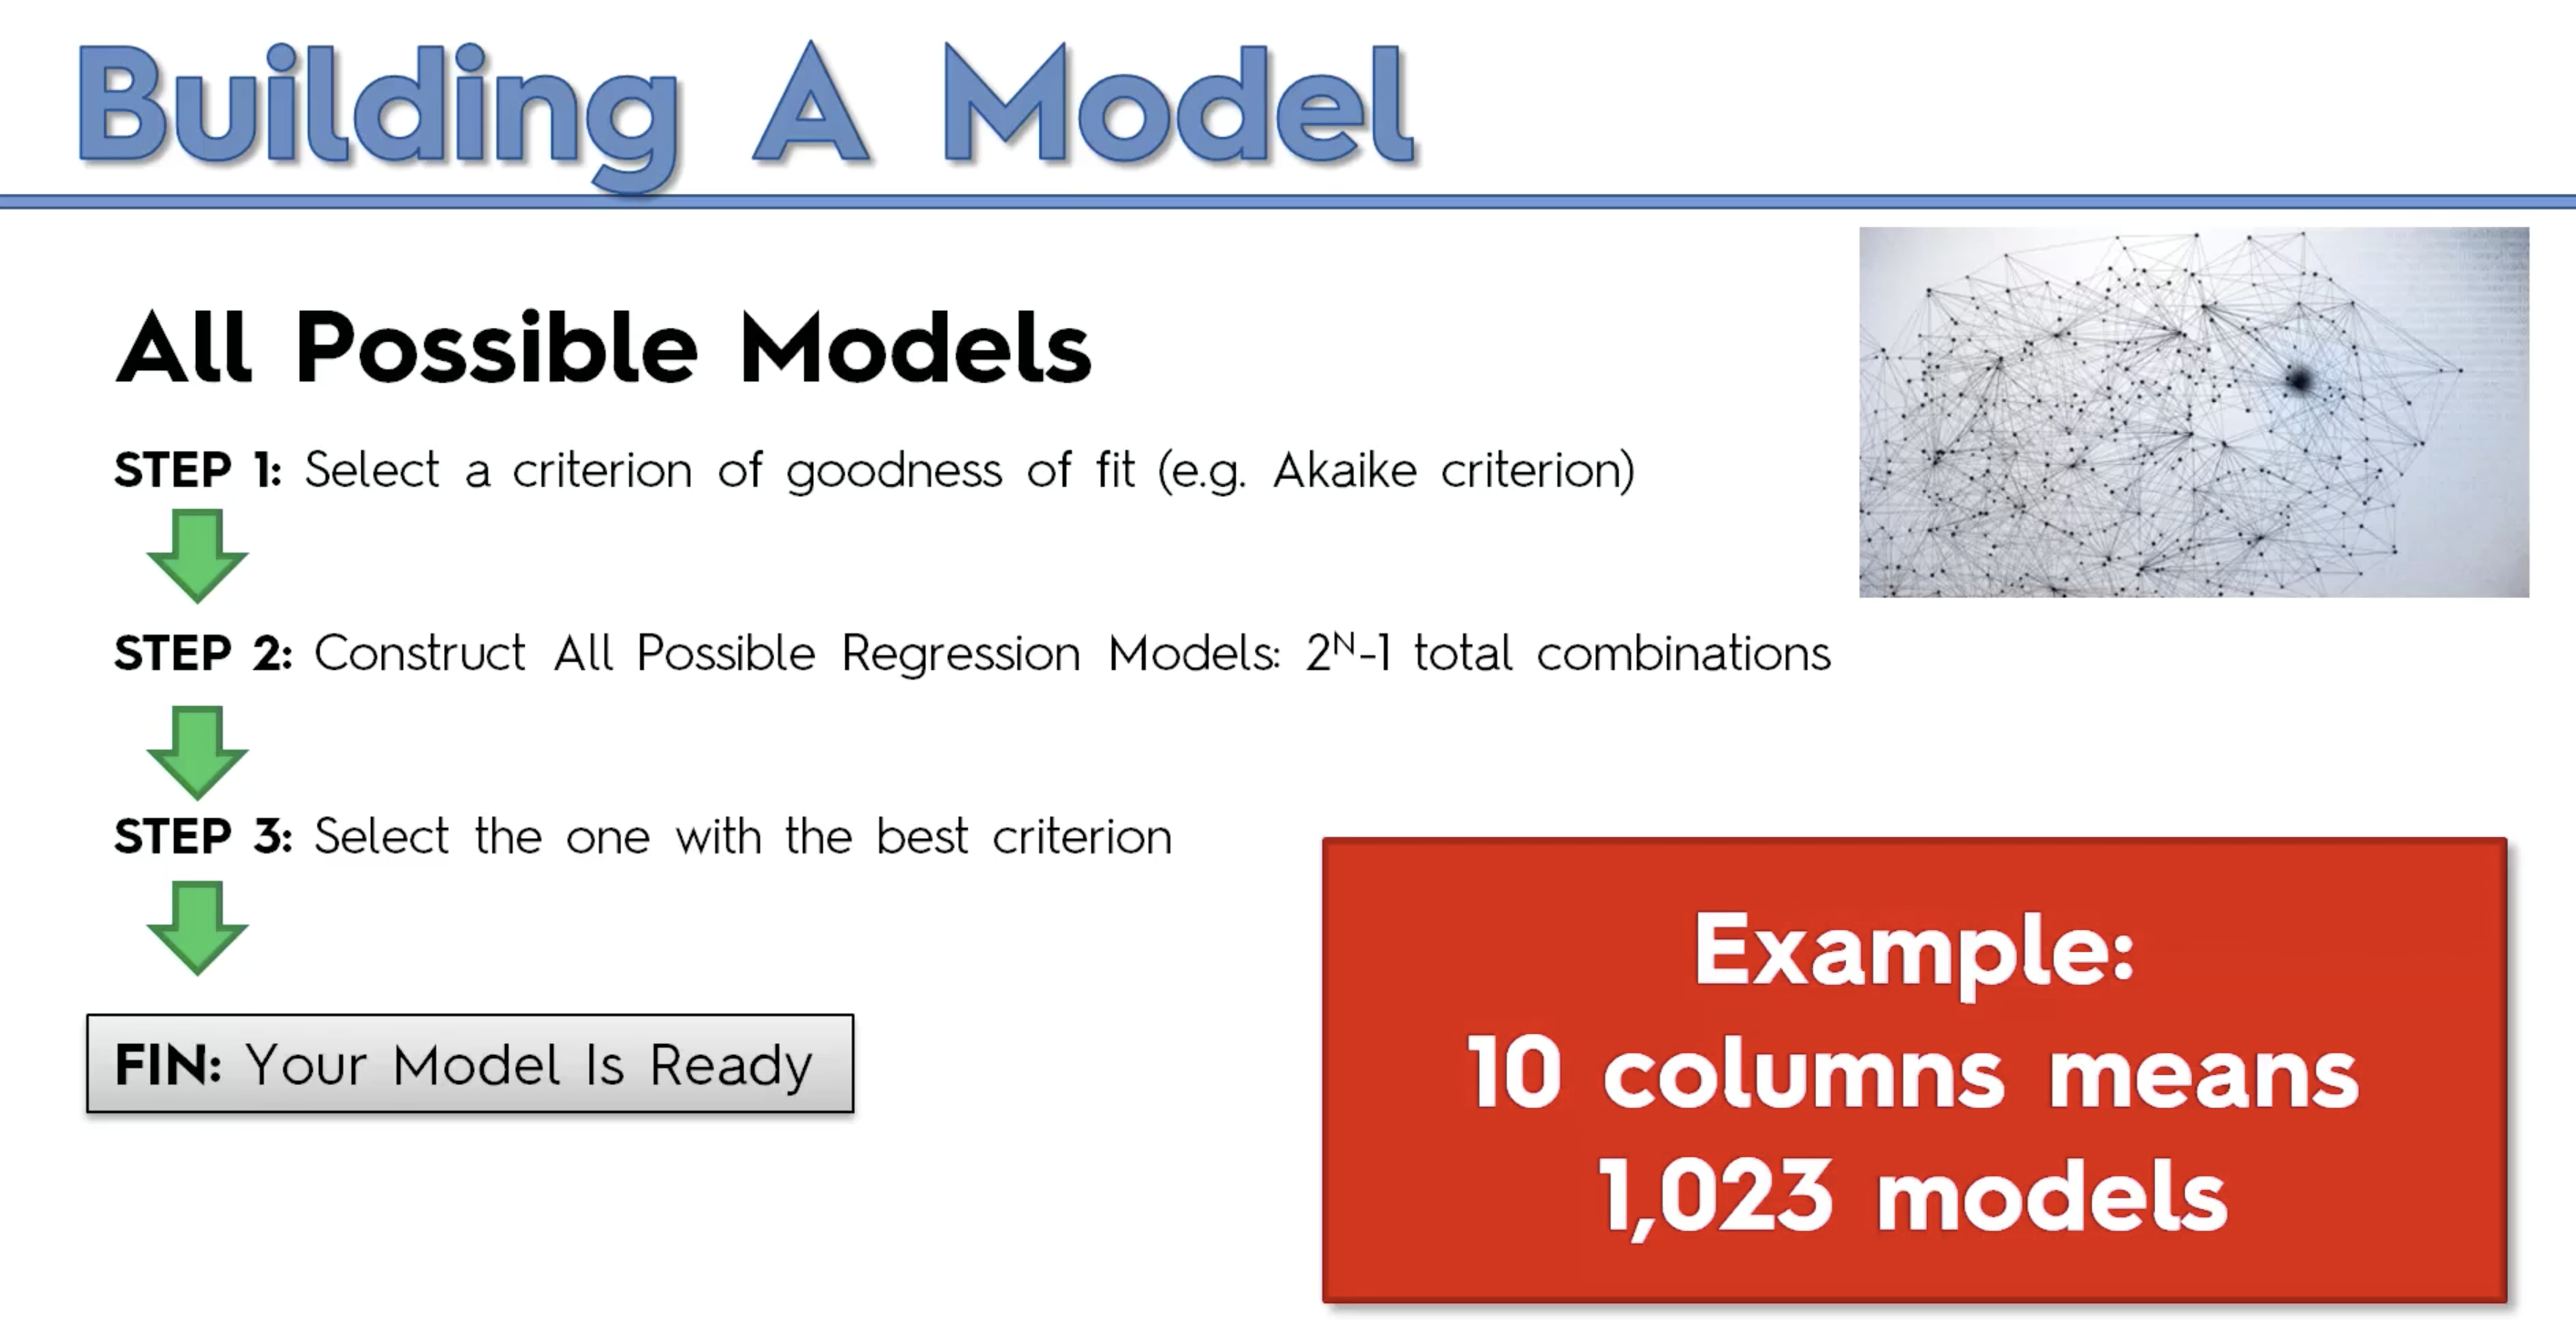 Building A Model
All Possible Models
STEP 1: Select a criterion of goodness of fit (e.g. Akaike criterion)
STEP 2: Construct All Possible Regression Models: 2ᴺ-1 total combinations
STEP 3: Select the one with the best criterion
FIN: Your Model Is Ready
Example:
10 columns means
1,023 models